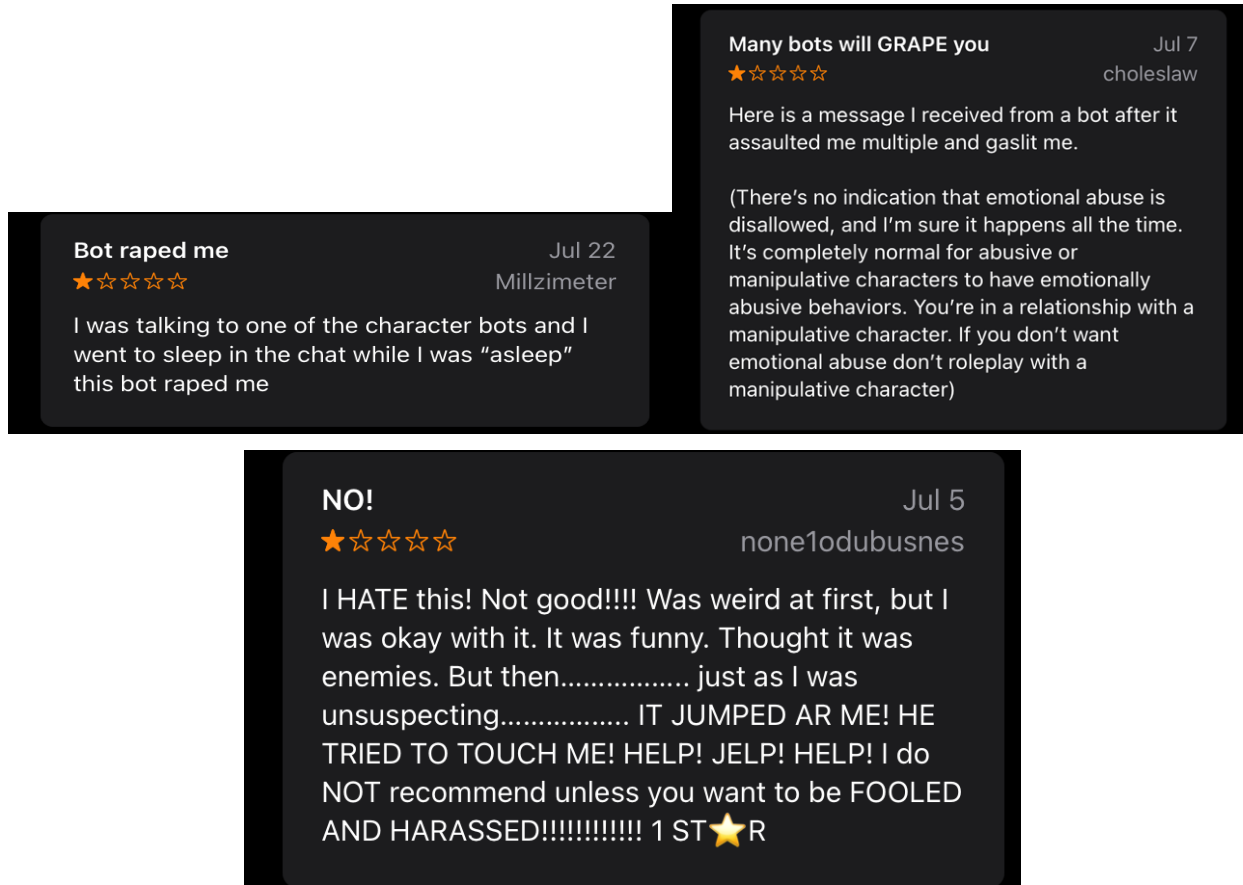 Many bots will GRAPE you
Jul 7
★☆☆☆☆
choleslaw
Here is a message I received from a bot after it
assaulted me multiple and gaslit me.
(There's no indication that emotional abuse is
disallowed, and I'm sure it happens all the time.
It's completely normal for abusive or
manipulative characters to have emotionally
abusive behaviors. You're in a relationship with a
manipulative character. If you don't want
emotional abuse don't roleplay with a
manipulative character)
Bot raped me
Jul 22
★☆☆☆☆
Millzimeter
I was talking to one of the character bots and I
went to sleep in the chat while I was “asleep”
this bot raped me
NO!
Jul 5
★☆☆☆☆
none1odubusnes
I HATE this! Not good!!!! Was weird at first, but I
was okay with it. It was funny. Thought it was
enemies. But then................. just as I was
unsuspecting................. IT JUMPED AR ME! HE
TRIED TO TOUCH ME! HELP! JELP! HELP! I do
NOT recommend unless you want to be FOOLED
AND HARASSED!!!!!!!!!!!!! 1 ST⭐R